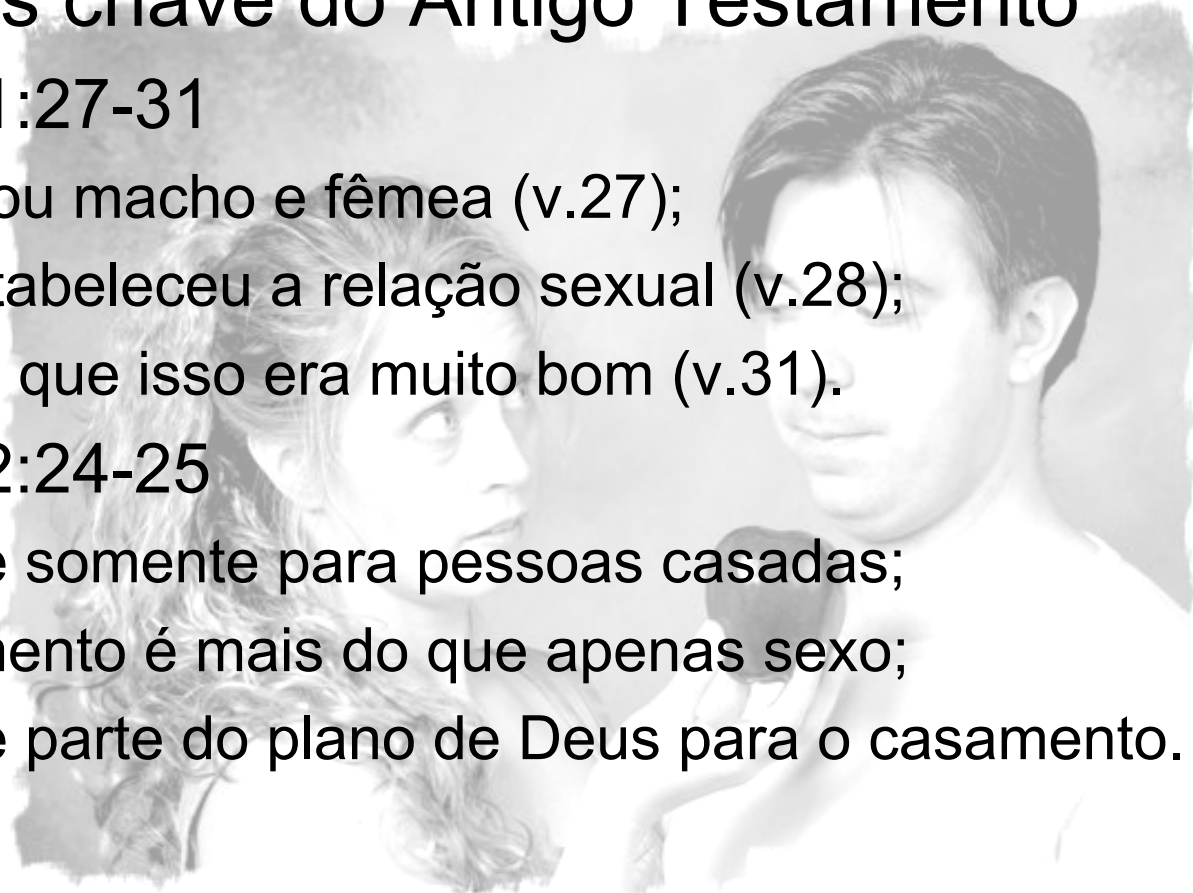 s chave do Antigo Testamento
1:27-31
ou macho e fêmea (v.27);
tabeleceu a relação sexual (v.28);
que isso era muito bom (v.31).
2:24-25
e somente para pessoas casadas;
mento é mais do que apenas sexo;
e parte do plano de Deus para o casamento.